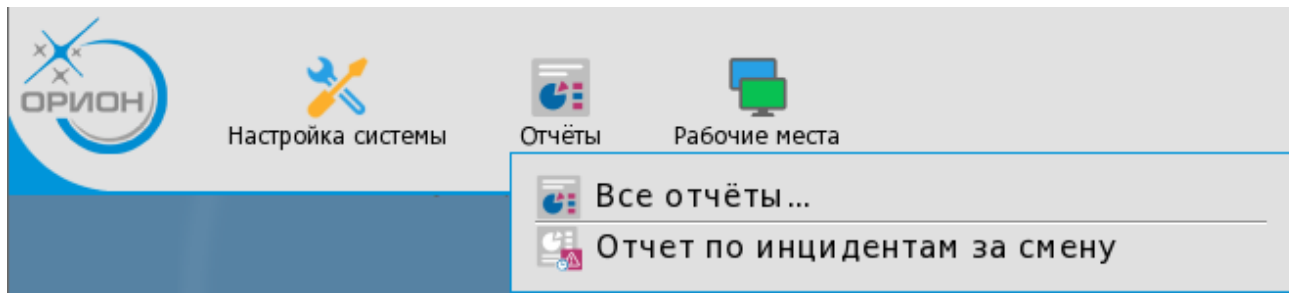 ОРИОН
Настройка системы
Отчёты
Рабочие места
Все отчёты...
Отчет по инцидентам за смену